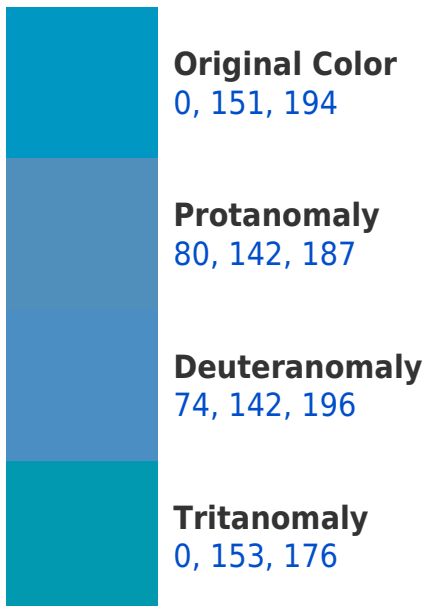 Original Color
0, 151, 194
Protanomaly
80, 142, 187
Deuteranomaly
74, 142, 196
Tritanomaly
0, 153, 176